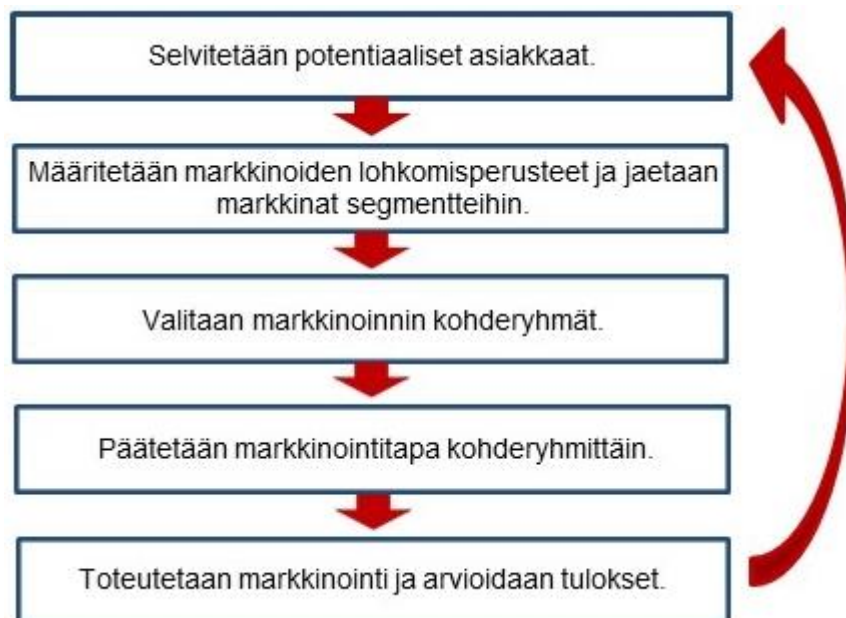 Selvitetään potentiaaliset asiakkaat.
Määritetään markkinoiden lohkomisperusteet ja jaetaan
markkinat segmentteihin.
Valitaan markkinoinnin kohderyhmät.
Päätetään markkinointitapa kohderyhmittäin.
Toteutetaan markkinointi ja arvioidaan tulokset.